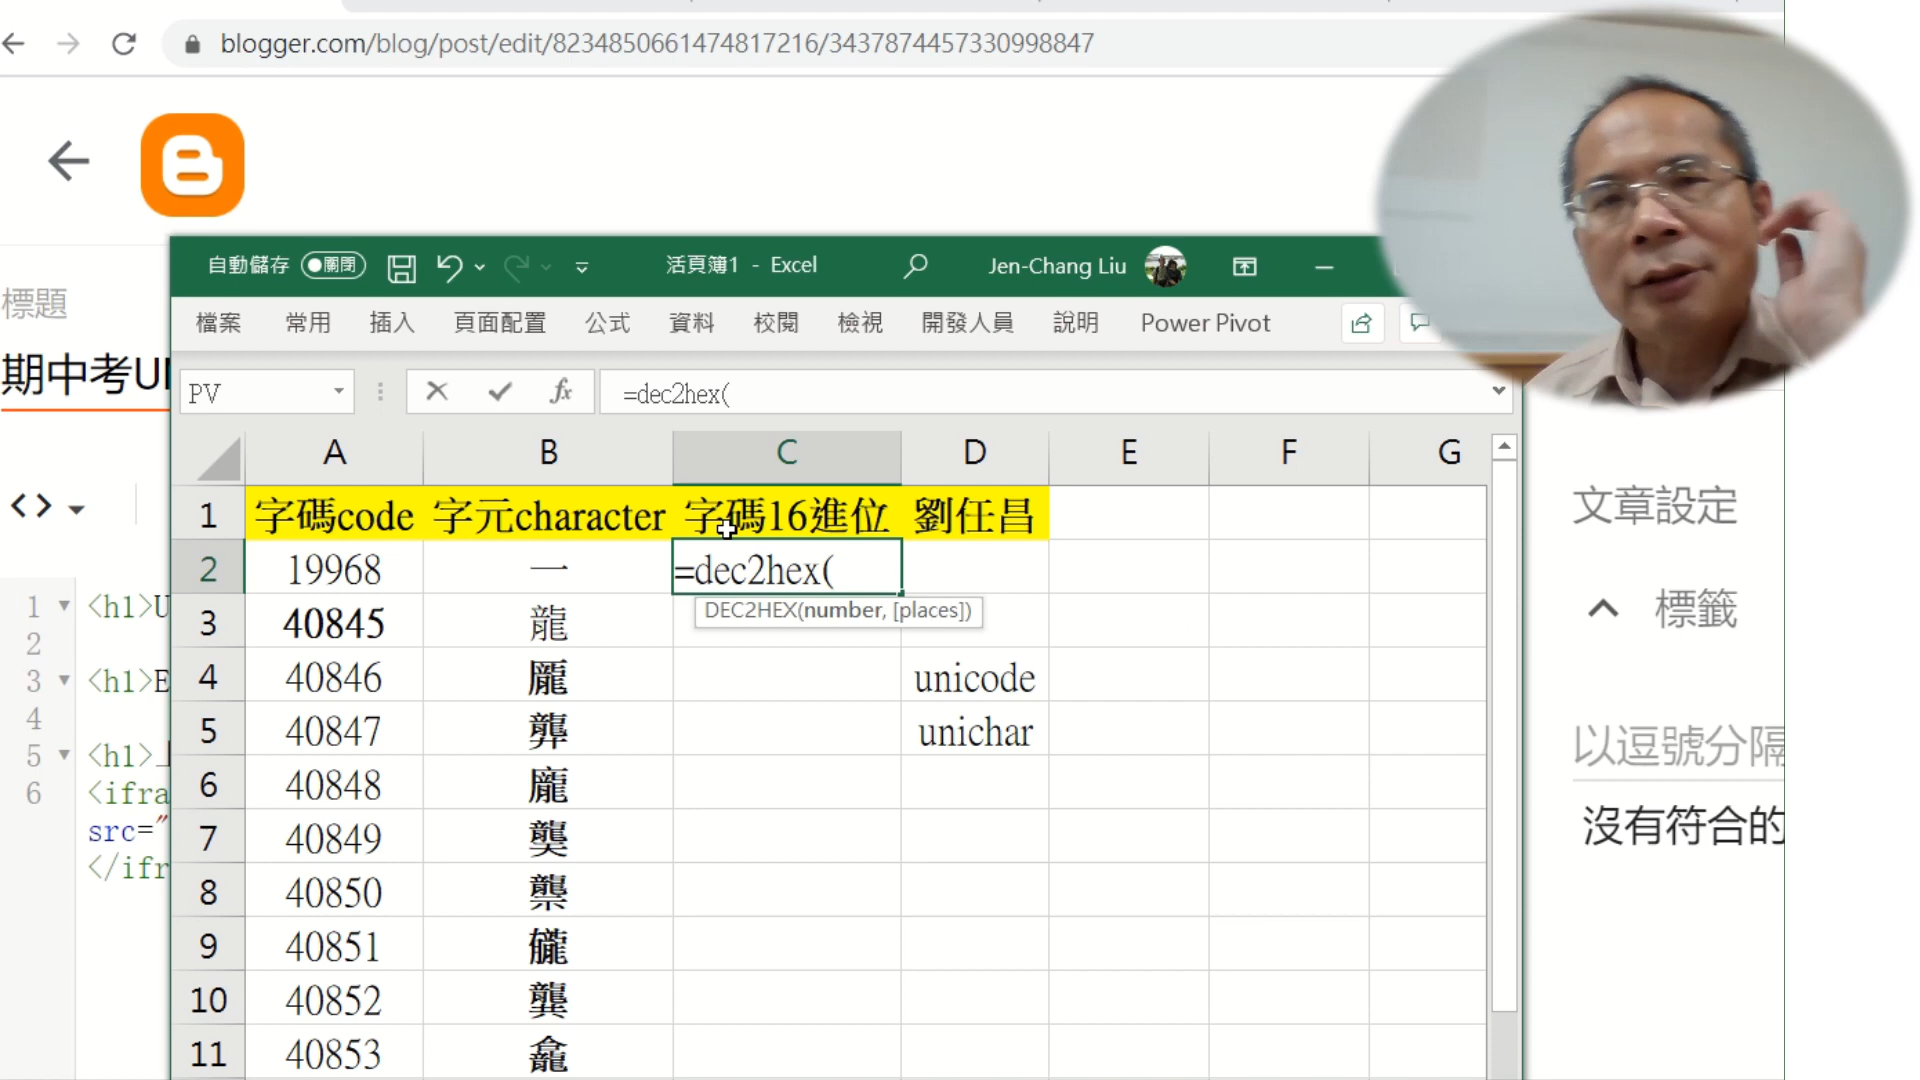 blogger.com/blog/post/edit/8234850661474817216/3437874457330998847
自動儲存 關閉 活頁簿1 - Excel Jen-Chang Liu
標題
檔案 常用 插入 頁面配置 公式 資料 校閱 檢視 開發人員 說明 Power Pivot
期中考UN
PV =dec2hex(
A B C D E F G
1 字碼code 字元character 字碼16進位 劉任昌
2 19968 一 =dec2hex(
DEC2HEX(number, [places])
3 40845 龍
4 40846 龎 unicode
5 40847 龏 unichar
6 40848 龐
7 40849 龑
8 40850 龒
9 40851 龓
10 40852 龔
11 40853 龕
文章設定
標籤
以逗號分隔
沒有符合的
1 <h1>U
2
3 <h1>E
4
5 <h1>
6 <ifra
src="
</ifr